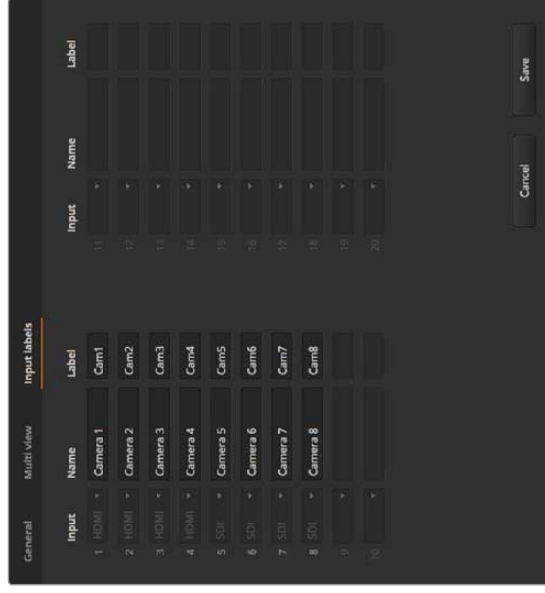 General Multi view Input labels
Input Name Label Input Name Label
1 HDMI Camera 1 Cam1 11
2 HDMI Camera 2 Cam2 12
3 HDMI Camera 3 Cam3 13
4 HDMI Camera 4 Cam4 14
5 SDI Camera 5 Cam5 15
6 SDI Camera 6 Cam6 16
7 SDI Camera 7 Cam7 17
8 SDI Camera 8 Cam8 18
9 19
10 20
Cancel Save